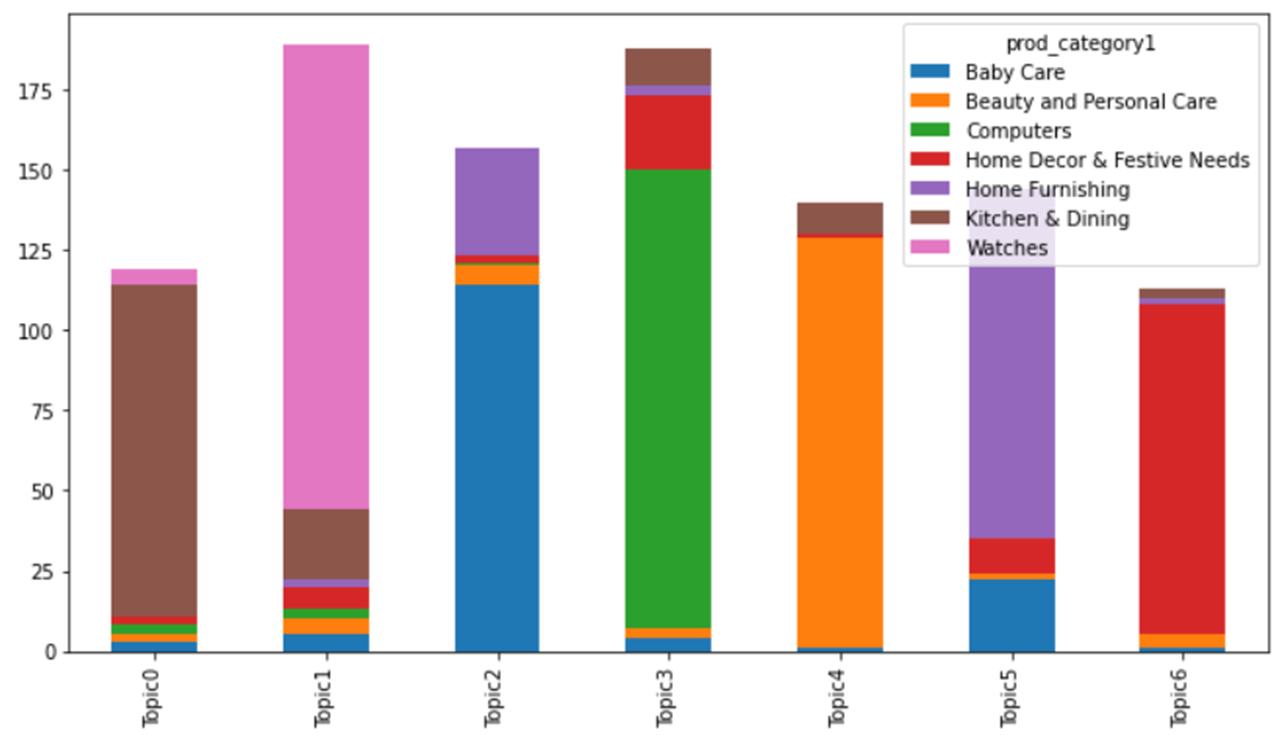 prod_category1
Baby Care
Beauty and Personal Care
Computers
Home Decor & Festive Needs
Home Furnishing
Kitchen & Dining
Watches
175
150
125
100
75
50
25
0
Topic0
Topic1
Topic2
Topic3
Topic4
Topic5
Topic6